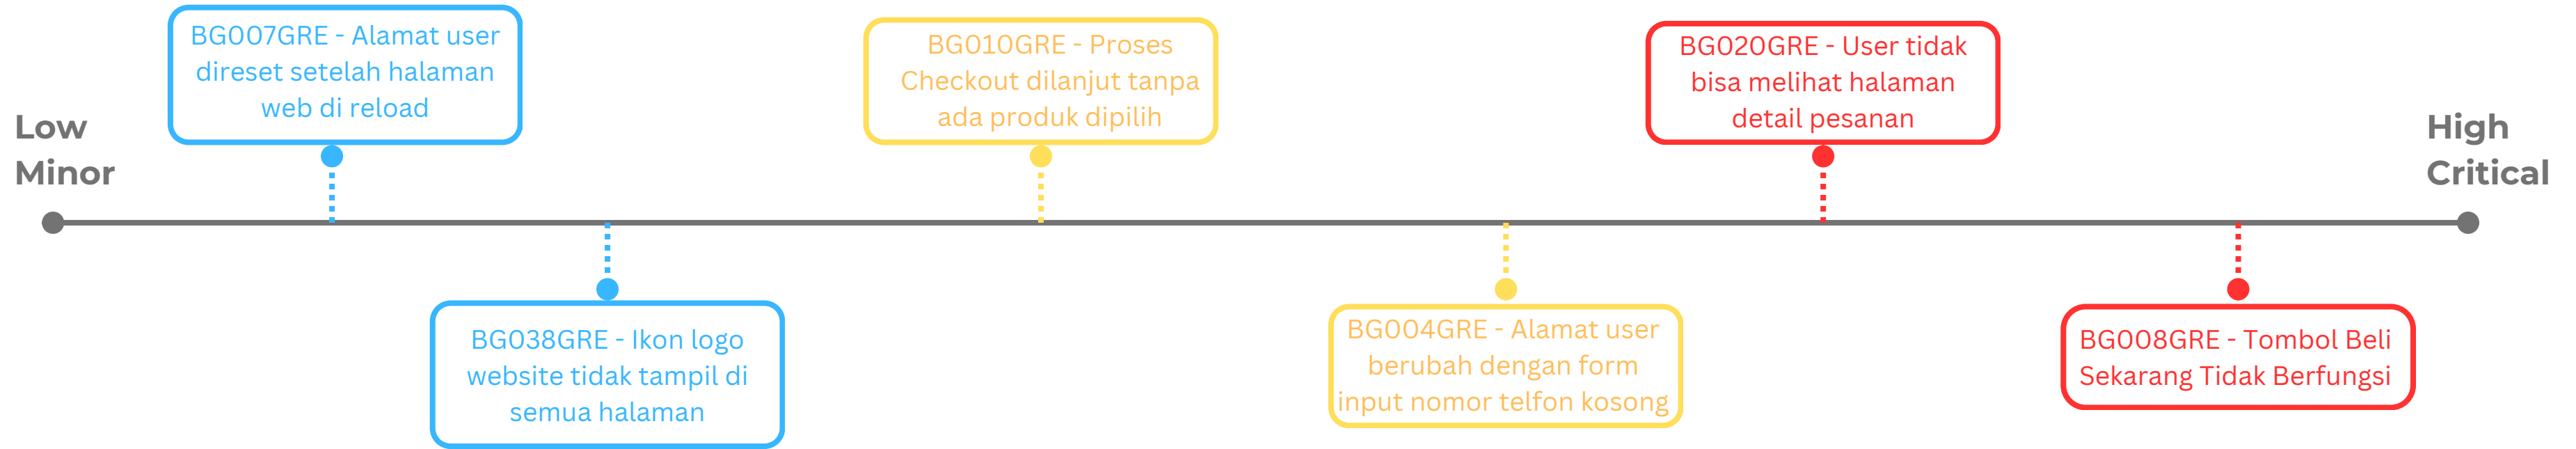 Low
Minor
BG007GRE - Alamat user
direset setelah halaman
web di reload
BG038GRE - Ikon logo
website tidak tampil di
semua halaman
BG010GRE - Proses
Checkout dilanjut tanpa
ada produk dipilih
BG004GRE - Alamat user
berubah dengan form
input nomor telfon kosong
BG020GRE - User tidak
bisa melihat halaman
detail pesanan
BG008GRE - Tombol Beli
Sekarang Tidak Berfungsi
High
Critical